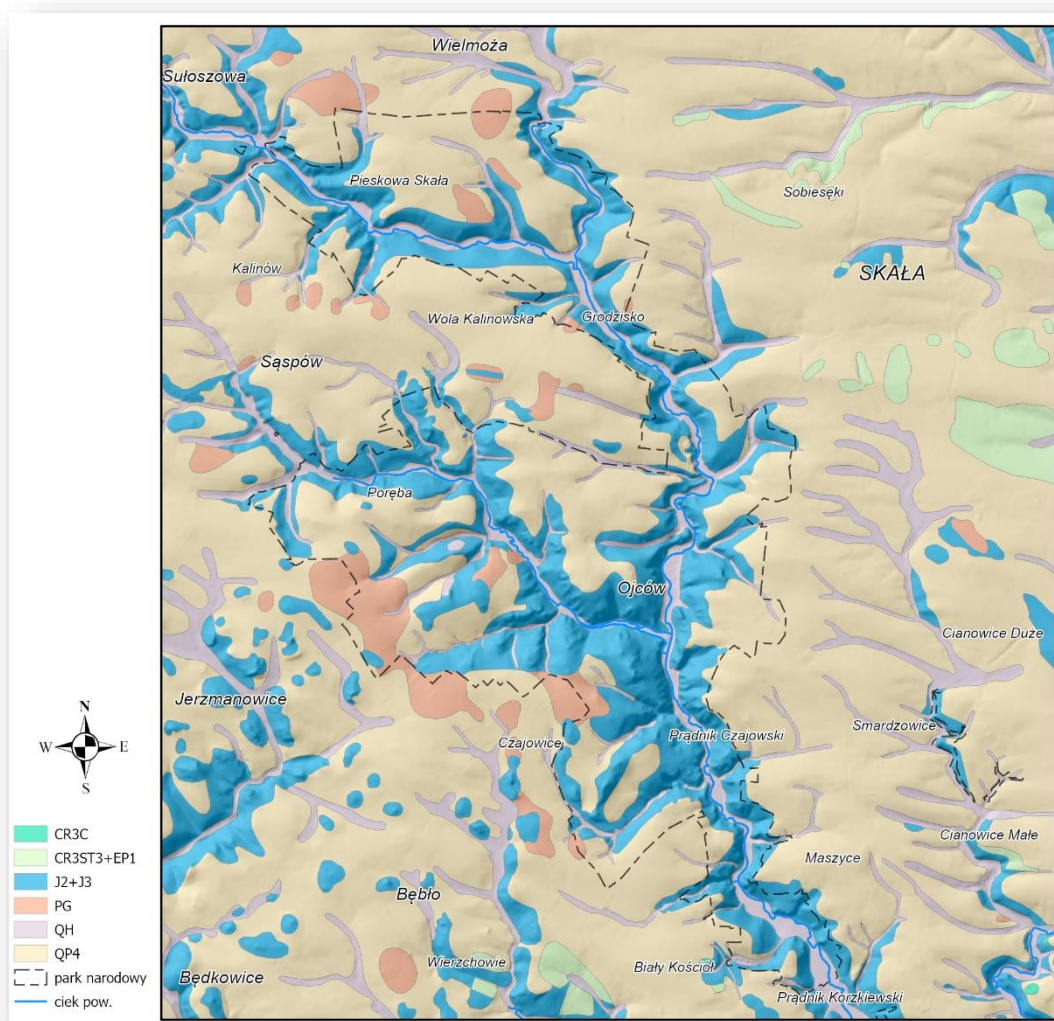 Wielmoża
Sułoszowa
Pieskowa Skała
Sobiesęki
Kalinów
SKAŁA
Wola Kalinowska
Grodzisko
Sąspów
Poręba
Ojców
Cianowice Duże
Jerzmanowice
N
W
E
S
Smardzowice
Prądnik Czajowski
Czajowice
CR3C
Cianowice Małe
CR3ST3+EP1
Maszyce
J2+J3
PG
Bębło
QH
QP4
Wierzchowie
Biały Kościół
park narodowy
Będkowice
ciek pow.
Prądnik Korzkiewski